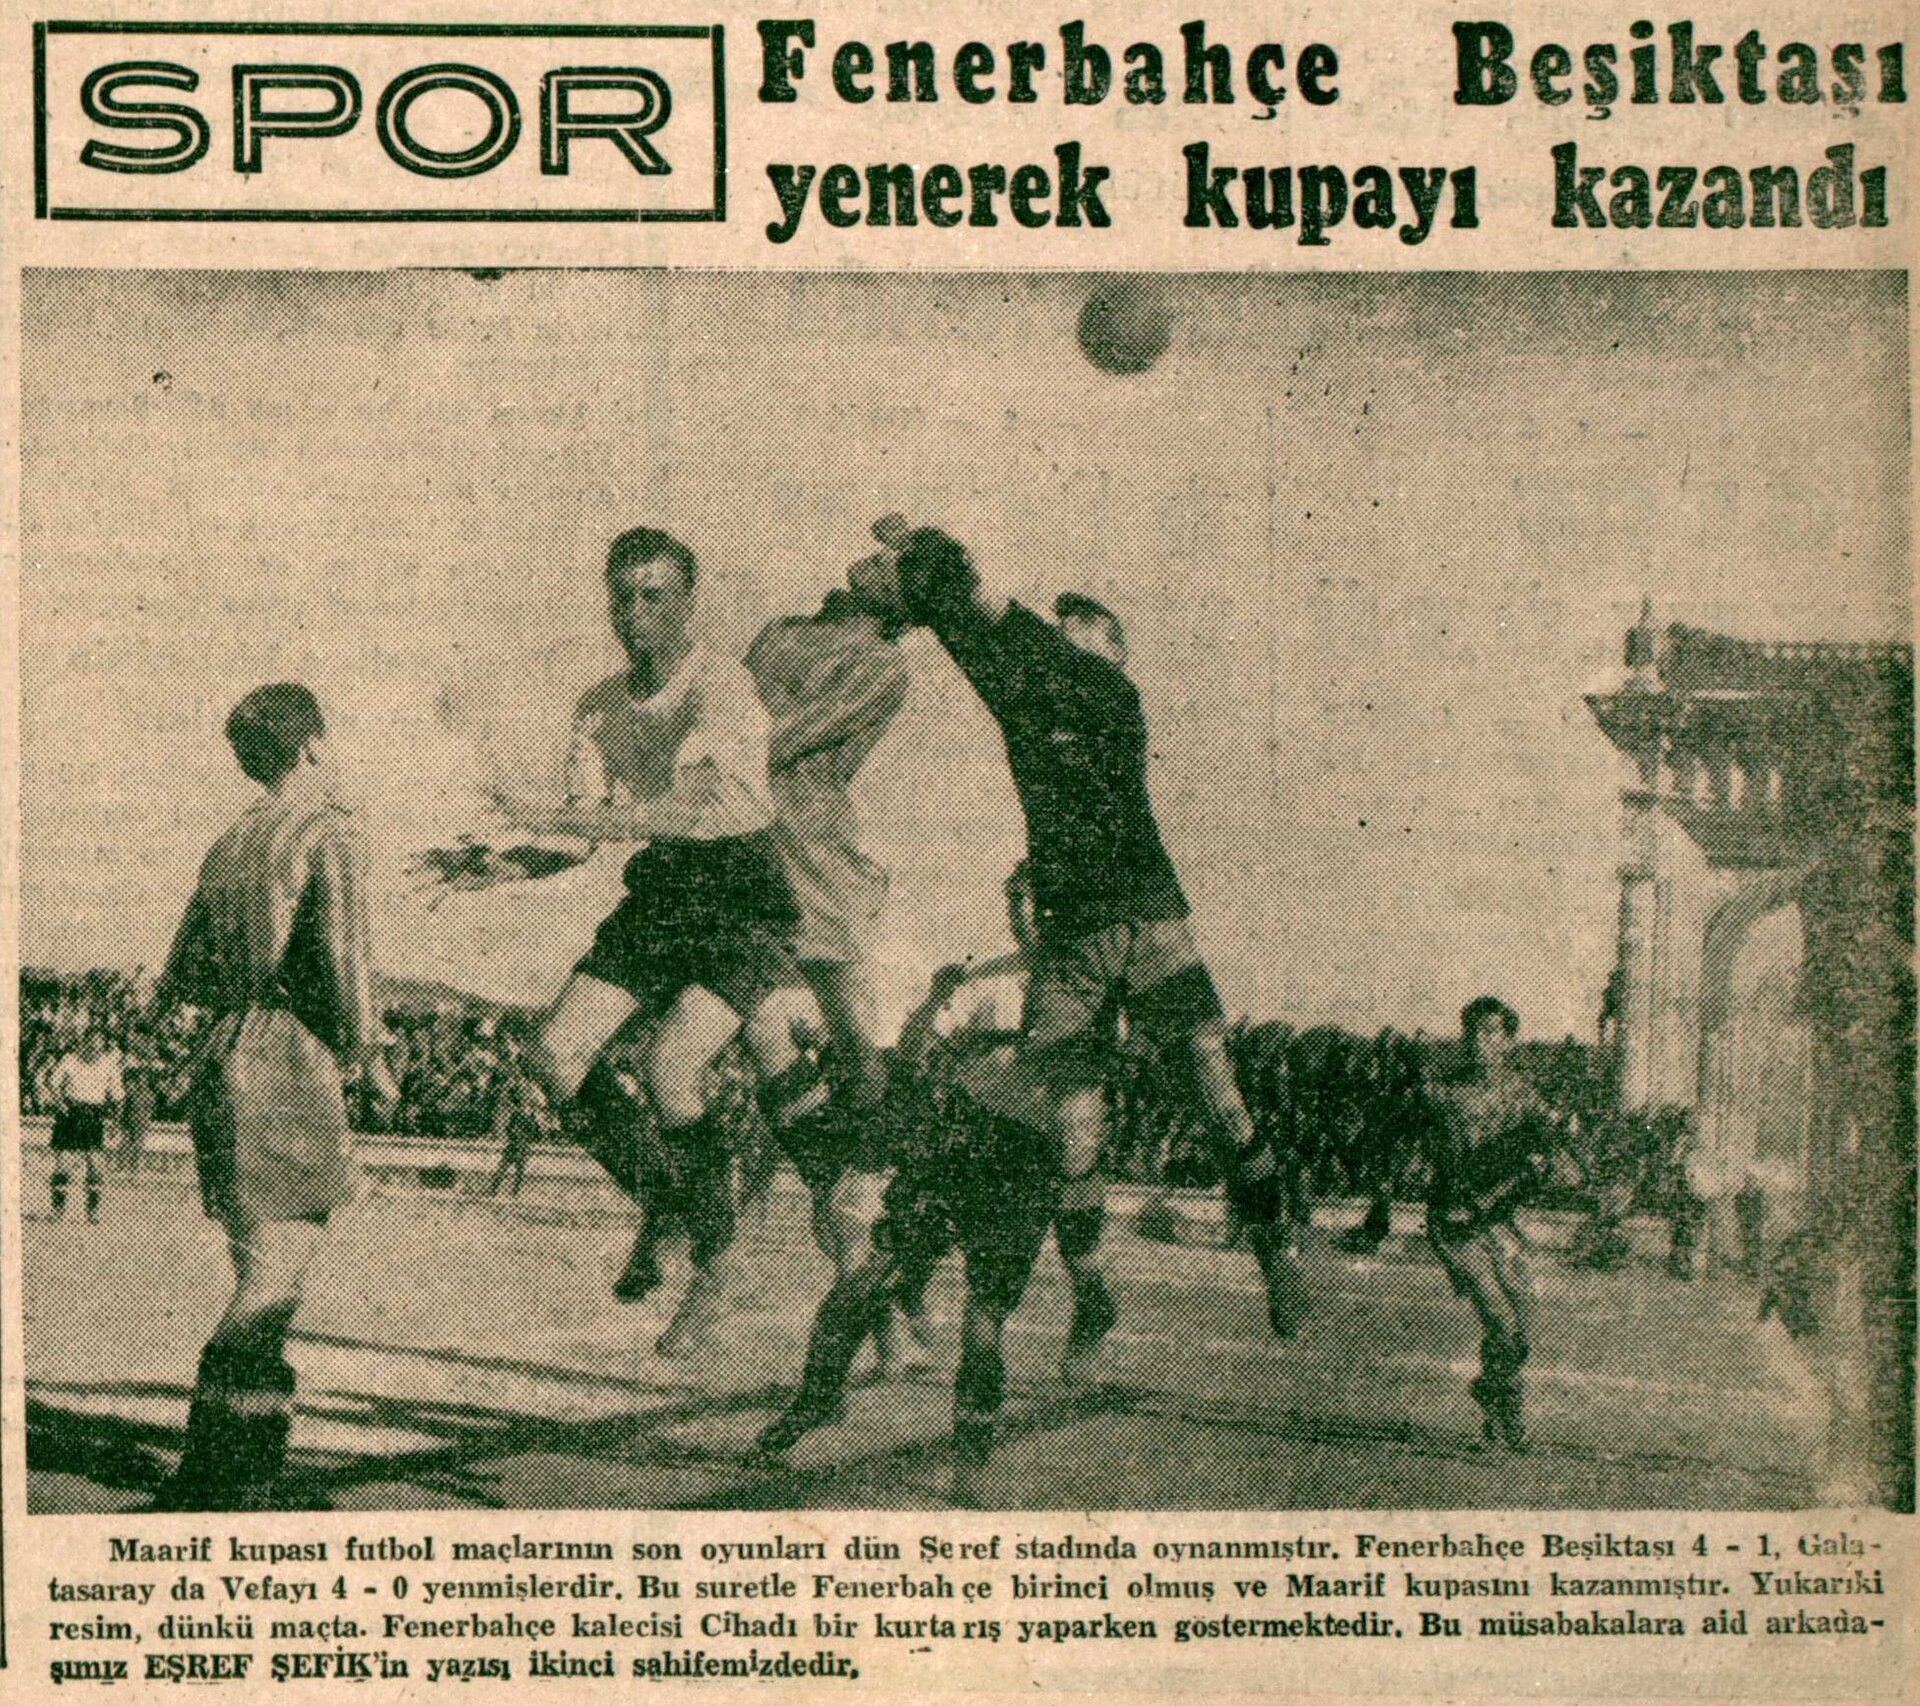 SPOR
Fenerbahçe Beşiktaşı
yenerek kupayı kazandı
Maarif kupası futbol maçlarının son oyunları dün Şeref stadında oynanmıştır. Fenerbahçe Beşiktaşı 4 - 1, Gala-
tasaray da Vefayı 4 - 0 yenmişlerdir. Bu suretle Fenerbahçe birinci olmuş ve Maarif kupasını kazanmıştır. Yukarıki
resim, dünkü maçta. Fenerbahçe kalecisi Cihadı bir kurtarış yaparken göstermektedir. Bu müsabakalara aid arkada-
şımız EŞREF ŞEFİK'in yazısı ikinci sahifemizdedir.